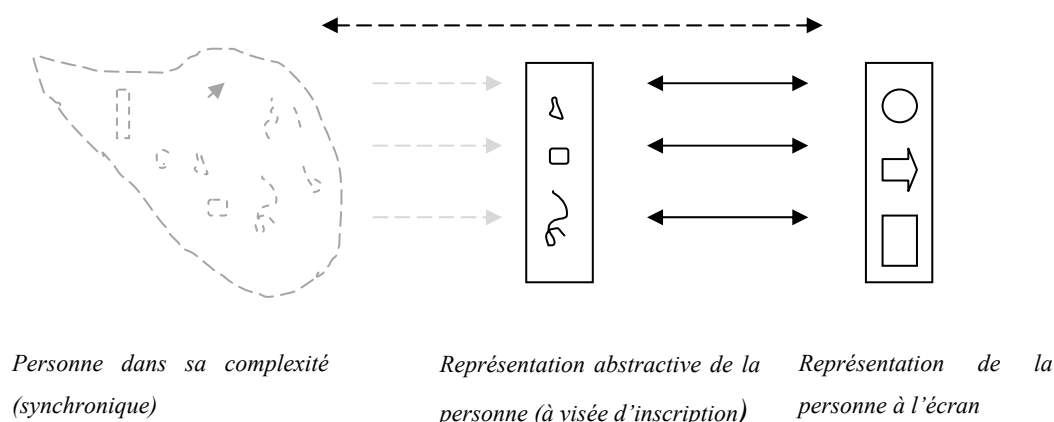 Personne dans sa complexité
(synchronique)
Représentation abstractive de la
personne (à visée d’inscription)
Représentation de la
personne à l’écran